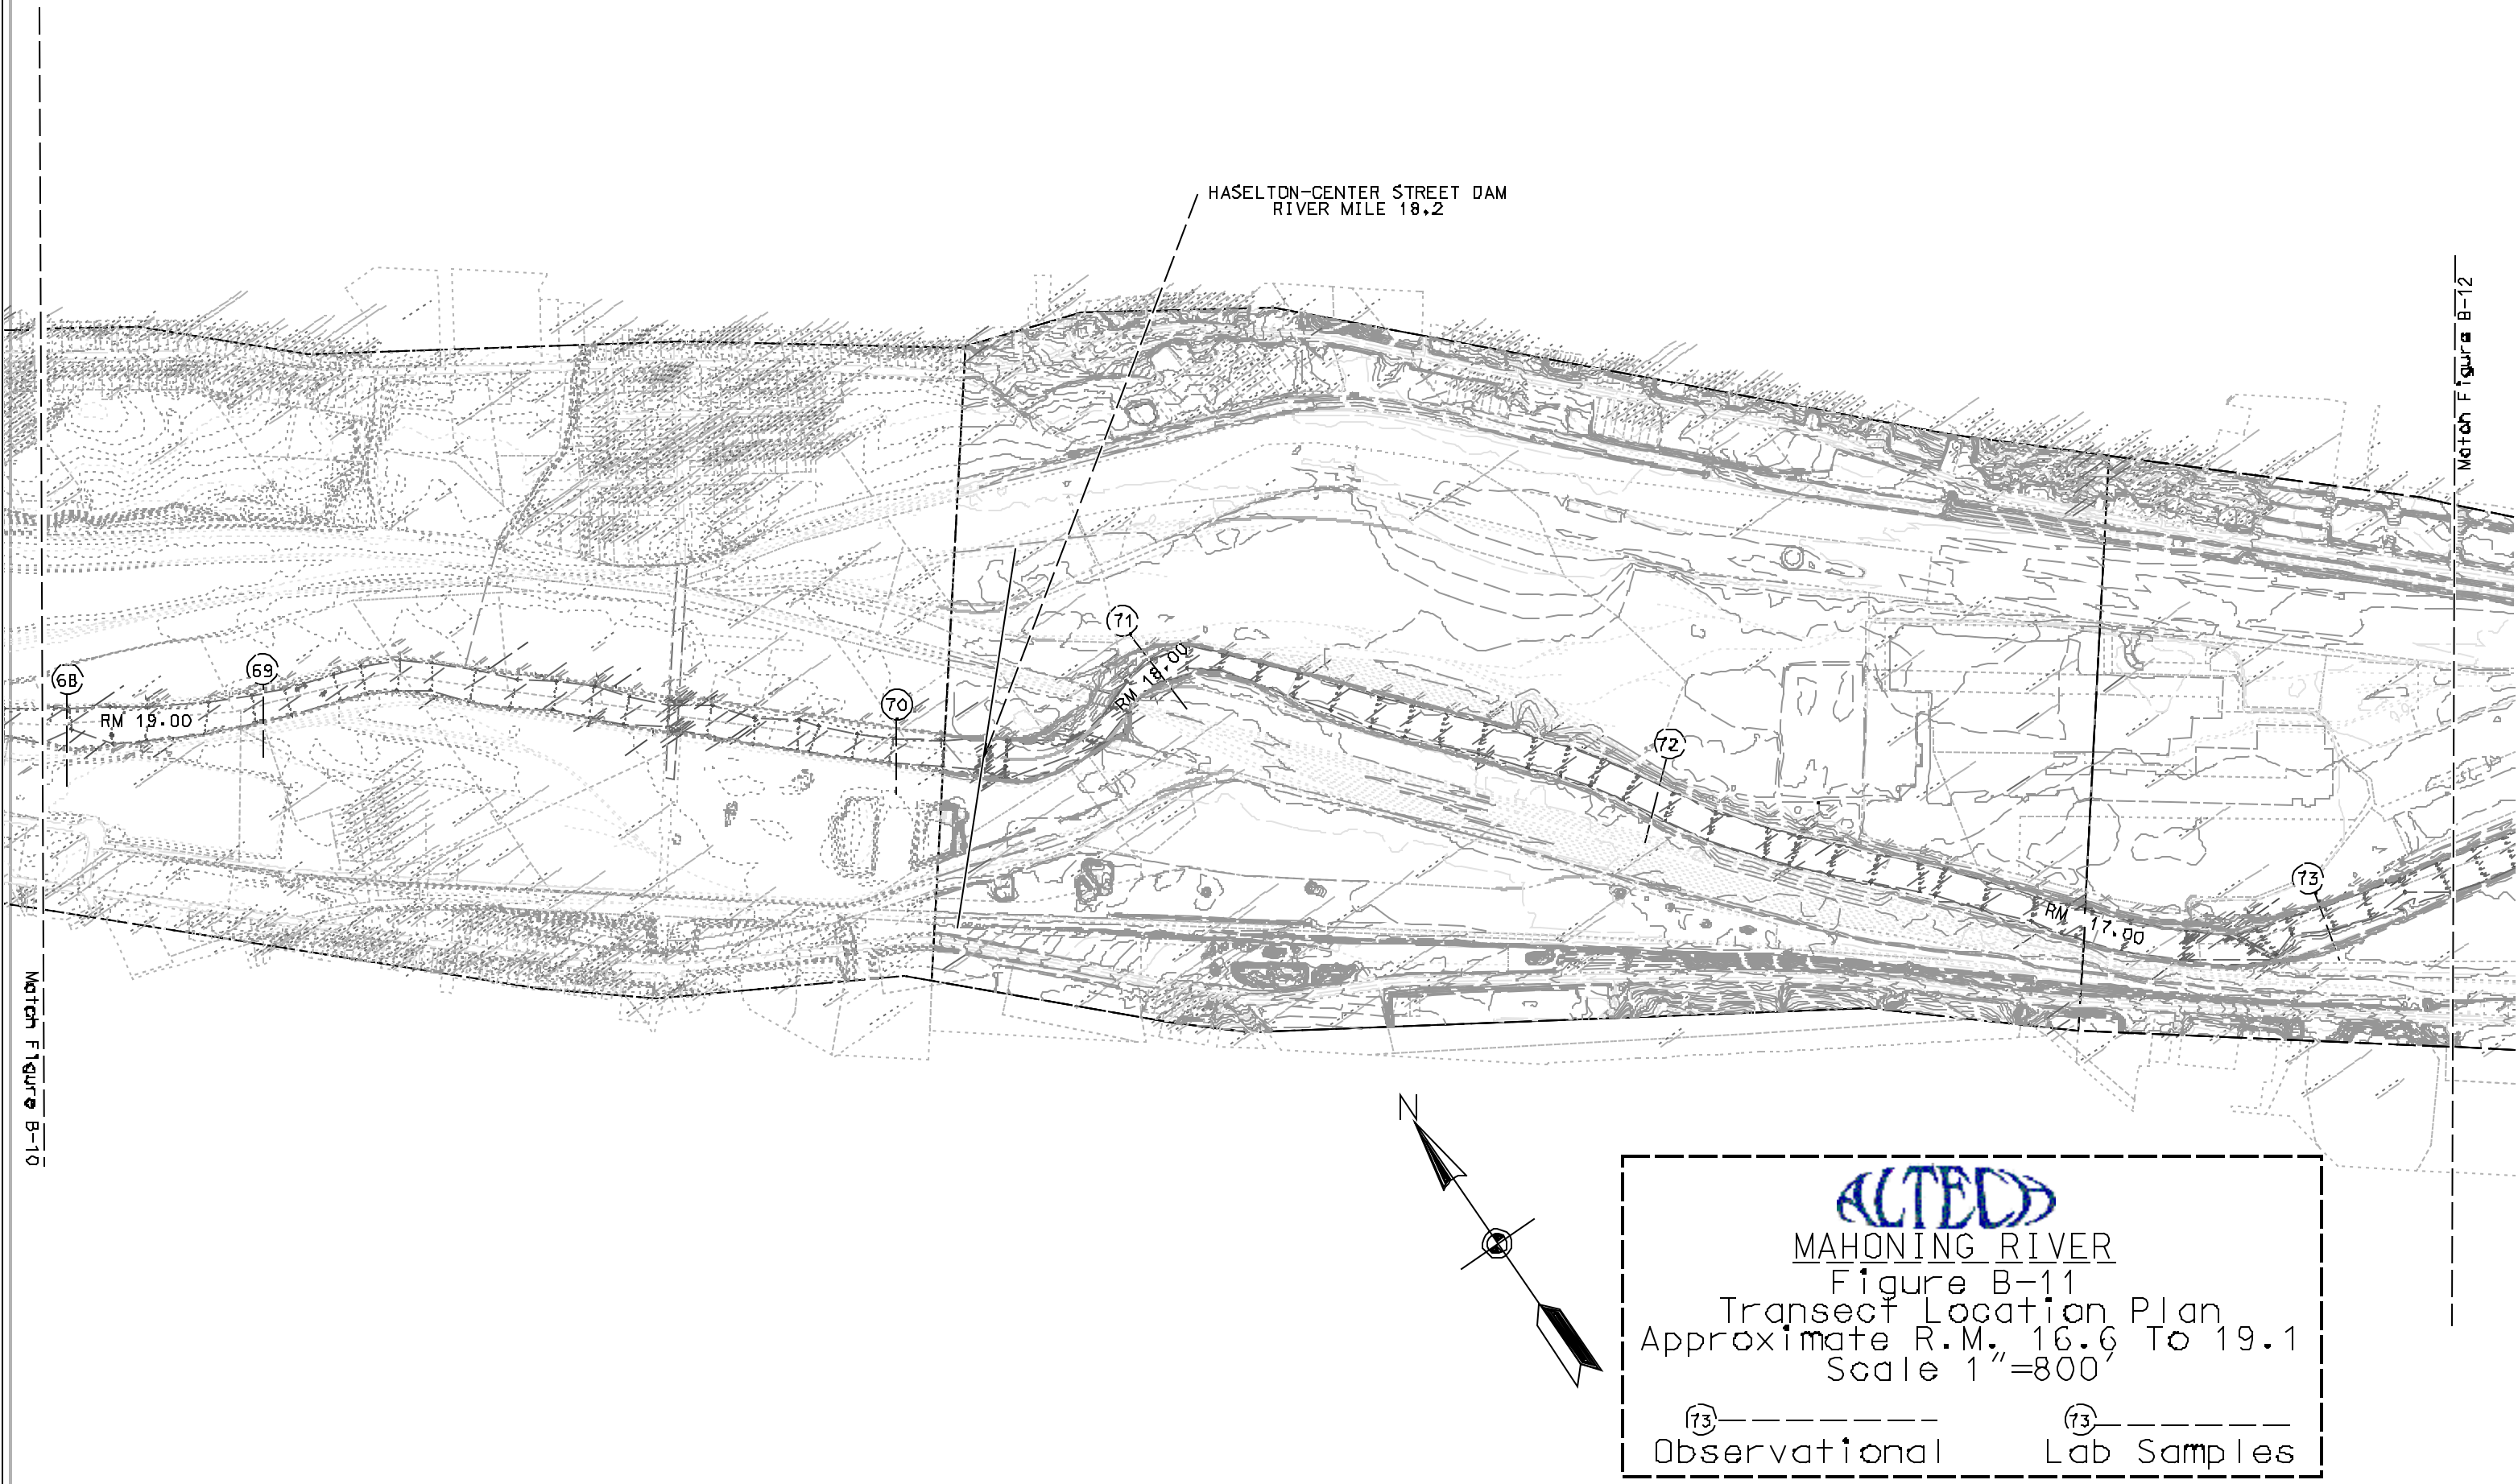 HASELTON-CENTER STREET DAM
RIVER MILE 18.2
Match Figure B-12
71
69
68
RM 19.00
RM 18.00
70
72
73
RM 17.00
Match Figure B-10
N
ALTECH
MAHONING RIVER
Figure B-11
Transect Location Plan
Approximate R.M. 16.6 To 19.1
Scale 1"=800'
73
73
Observational
Lab Samples